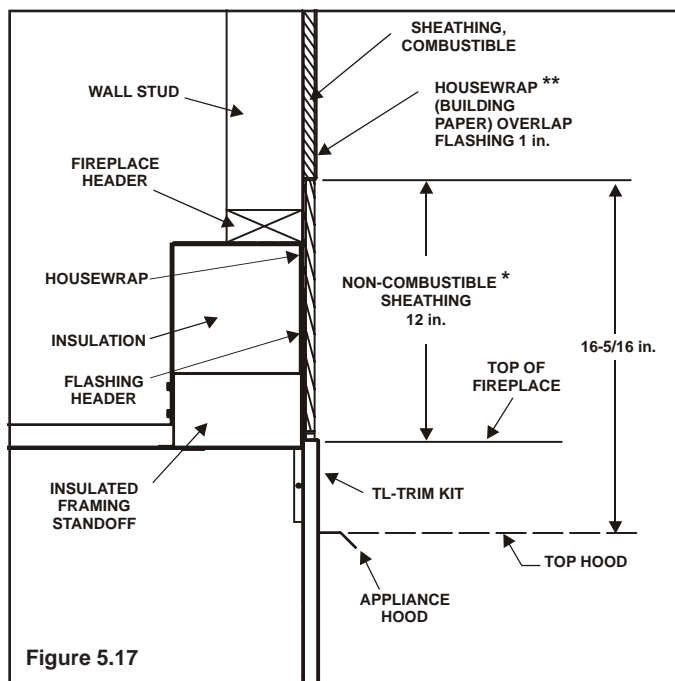 SHEATHING,
COMBUSTIBLE
WALL STUD
HOUSEWRAP **
(BUILDING
PAPER) OVERLAP
FLASHING 1 in.
FIREPLACE
HEADER
HOUSEWRAP
NON-COMBUSTIBLE *
SHEATHING
12 in.
INSULATION
16-5/16 in.
TOP OF
FIREPLACE
FLASHING
HEADER
INSULATED
FRAMING
STANDOFF
TL-TRIM KIT
TOP HOOD
APPLIANCE
HOOD
Figure 5.17